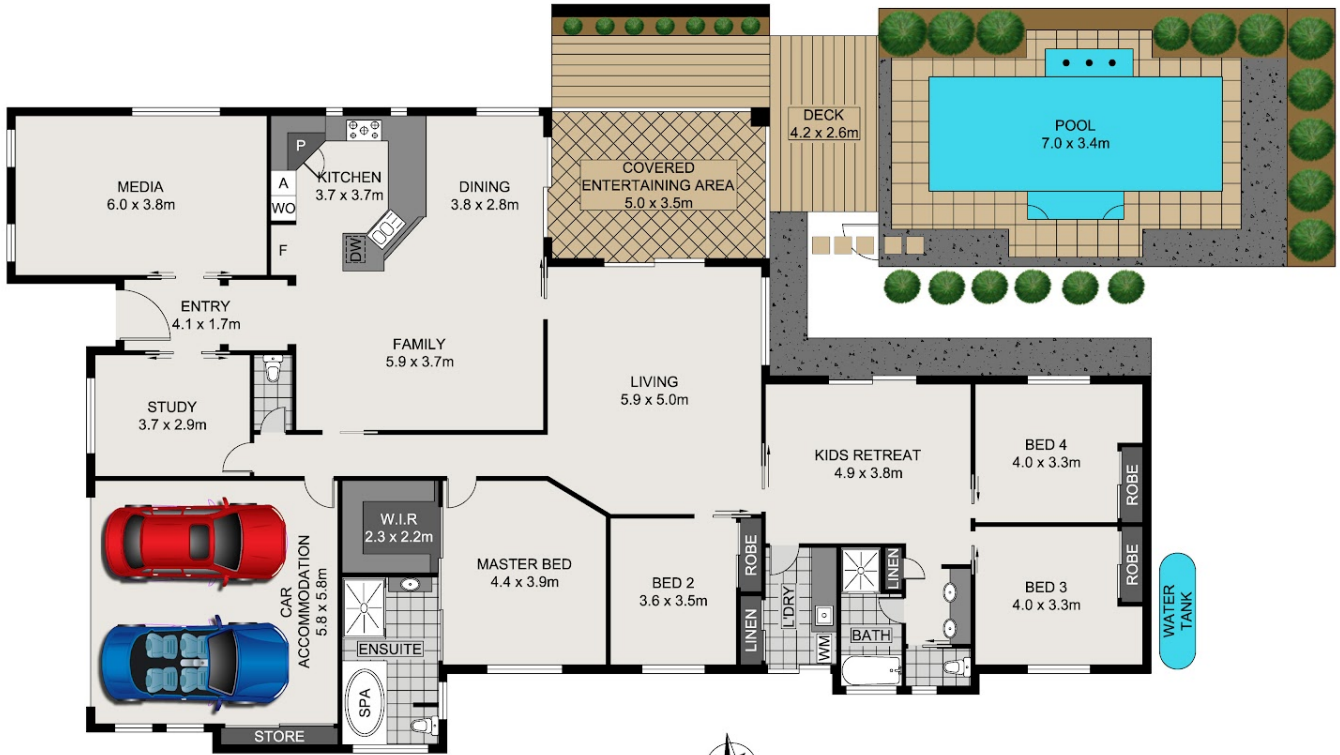 MEDIA
6.0 x 3.8m
P
A
WO
F
KITCHEN
3.7 x 3.7m
DW
DINING
3.8 x 2.8m
COVERED
ENTERTAINING AREA
5.0 x 3.5m
DECK
4.2 x 2.6m
POOL
7.0 x 3.4m
ENTRY
4.1 x 1.7m
FAMILY
5.9 x 3.7m
STUDY
3.7 x 2.9m
LIVING
5.9 x 5.0m
KIDS RETREAT
4.9 x 3.8m
BED 4
4.0 x 3.3m
ROBE
CAR
ACCOMMODATION
5.8 x 5.8m
W.I.R
2.3 x 2.2m
MASTER BED
4.4 x 3.9m
BED 2
3.6 x 3.5m
ROBE
LINEN
L'DRY
WM
LINEN
BATH
BED 3
4.0 x 3.3m
ROBE
WATER
TANK
ENSUITE
SPA
STORE